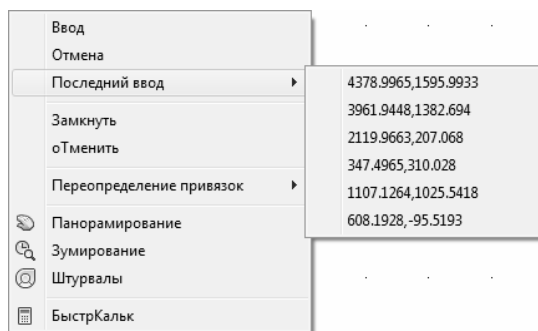 Ввод
Отмена
Последний ввод
4378.9965,1595.9933
3961.9448,1382.694
2119.9663,207.068
347.4965,310.028
1107.1264,1025.5418
608.1928,-95.5193
Замкнуть
оТменить
Переопределение привязок
Панорамирование
Зумирование
Штурвалы
БыстрКальк